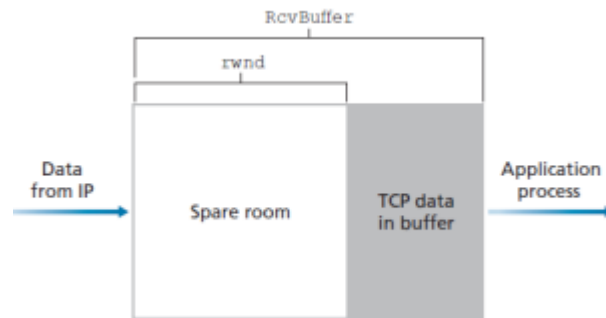 RcvBuffer
rwnd
Data
from IP
Spare room
TCP data
in buffer
Application
process